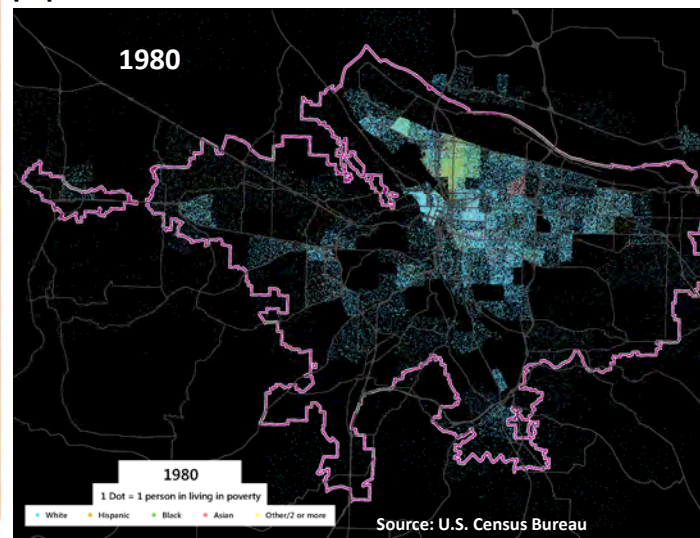 1980
1980
1 Dot = 1 person in living in poverty
White Hispanic Black Asian Other/2 or more
Source: U.S. Census Bureau